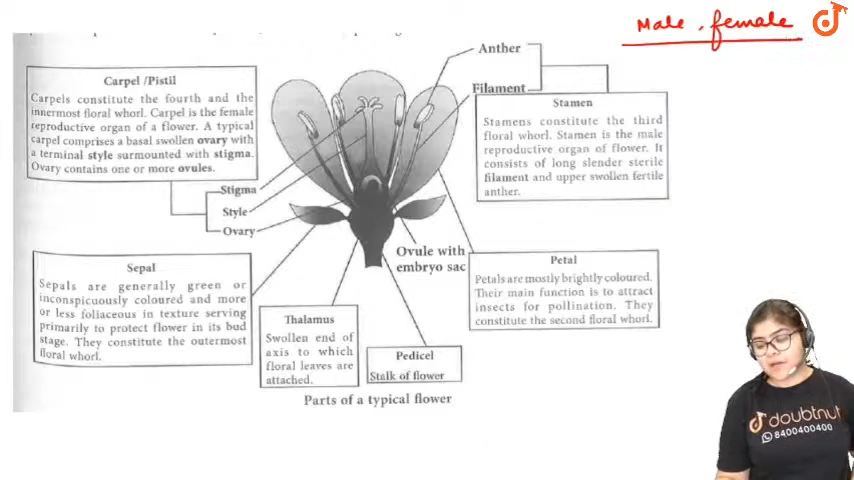 Male, female
Anther
Carpel/Pistil
Carpels constitute the fourth and the
innermost floral whorl. Carpel is the female
reproductive organ of a flower. A typical
carpel comprises a basal swollen ovary with
a terminal style surmounted with stigma.
Ovary contains one or more ovules.
Filament
Stamen
Stamens constitute the third
floral whorl. Stamen is the male
reproductive organ of flower. It
consists of long slender sterile
filament and upper swollen fertile
anther.
Stigma
Style
Ovary
Ovule with
embryo sac
Sepal
Sepals are generally green or
inconspicuously coloured and more
or less foliaceous in texture serving
primarily to protect flower in its bud
stage. They constitute the outermost
floral whorl.
Petal
Petals are mostly brightly coloured.
Their main function is to attract
insects for pollination. They
constitute the second floral whorl.
Thalamus
Swollen end of
axis to which
floral leaves are
attached.
Pedicel
Stalk of flower
Parts of a typical flower
doubtnut
8400400400